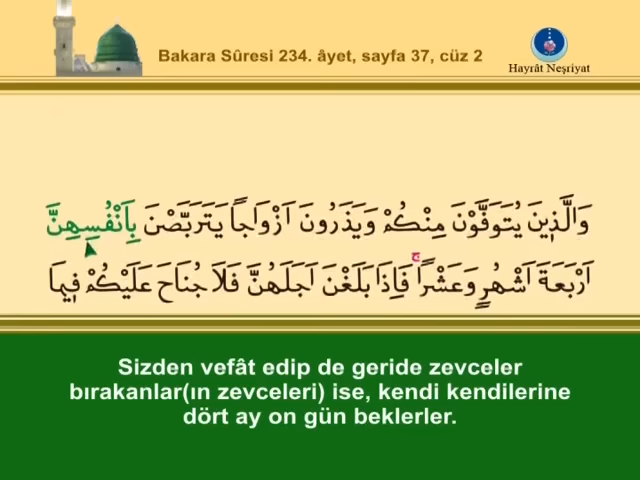 Bakara Sûresi 234. âyet, sayfa 37, cüz 2
Hayrât Neşriyat
وَالَّذ۪ينَ يُتَوَفَّوْنَ مِنْكُمْ وَيَذَرُونَ اَزْوَاجًا يَتَرَبَّصْنَ بِاَنْفُسِهِنَّ
اَرْبَعَةَ اَشْهُرٍ وَعَشْرًاۚ فَاِذَا بَلَغْنَ اَجَلَهُنَّ فَلَا جُنَاحَ عَلَيْكُمْ ف۪يمَا
Sizden vefât edip de geride zevceler
bırakanlar(ın zevceleri) ise, kendi kendilerine
dört ay on gün beklerler.